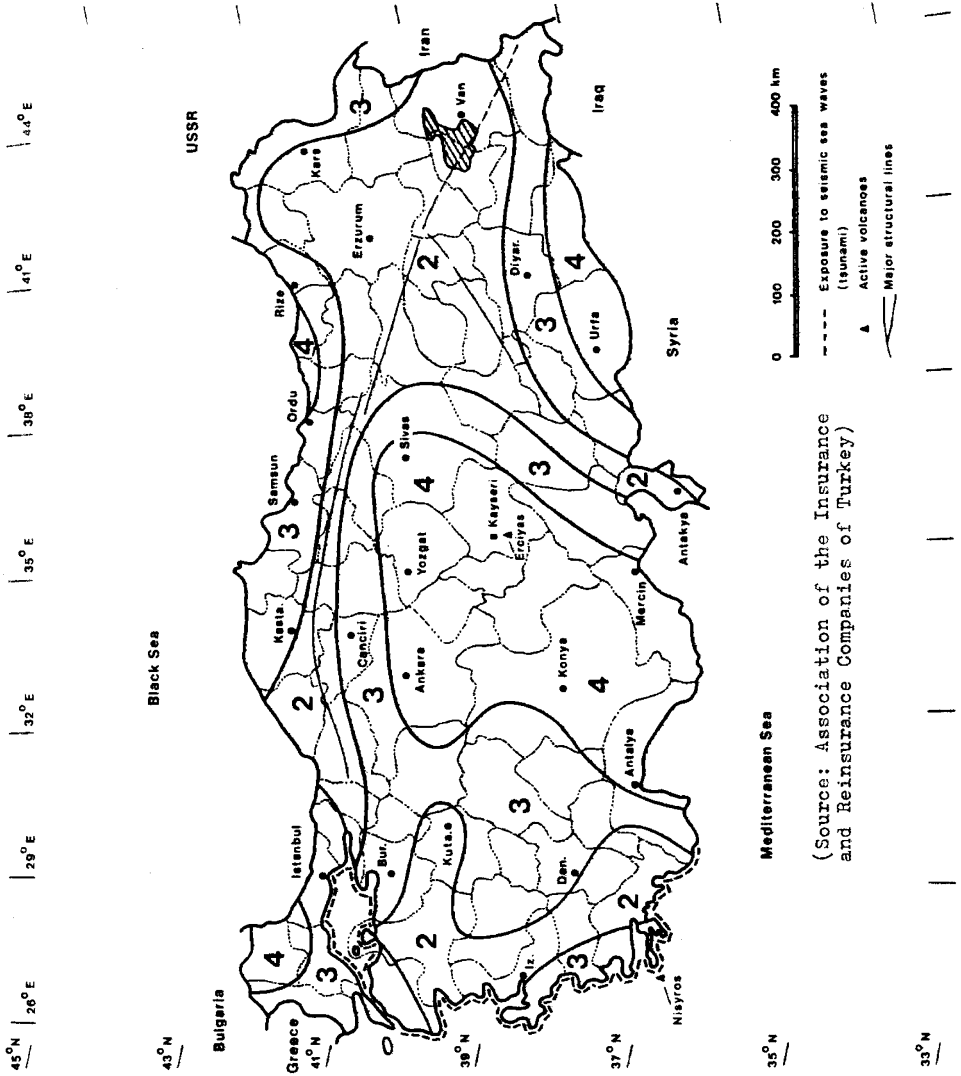 45° N
26° E
29° E
32° E
35° E
38° E
41° E
44° E
43° N
Black Sea
USSR
Bulgaria
Greece
41° N
4
3
Istanbul
2
Kasta.
3
Samsun
Ordu
4
Rize
Kars
3
Iran
Bur.
3
Canciri
Erzurum
2
Kuta.
Ankara
Yozgat
4
Sivas
2
Van
39° N
Kayseri
Erciyas
3
3
Diyar.
Iz.
3
Den.
3
Konya
4
3
Urfa
4
Iraq
37° N
2
Antalya
Mercin
2
Antakya
Syria
Nisyros
35° N
Mediterranean Sea
0 100 200 300 400 km
Exposure to seismic sea waves
(tsunami)
Active volcanoes
Major structural lines
(Source: Association of the Insurance
and Reinsurance Companies of Turkey)
33° N